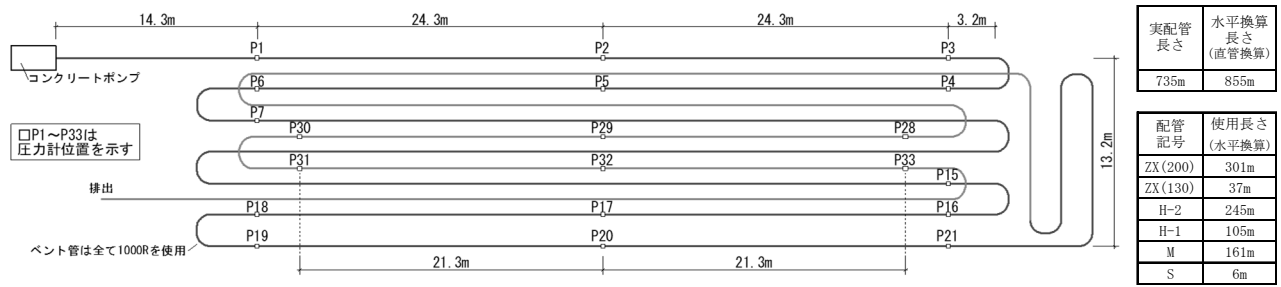 14.3m 24.3m 24.3m 3.2m
P1 P2 P3
コンクリートポンプ
P6 P5 P4
P7
P30 P29 P28
□P1～P33は
圧力計位置を示す
P31 P32 P33
P15
排出
P18 P17 P16
P19 P20 P21
ベント管は全て1000Rを使用
21.3m 21.3m
13.2m
実配管
長さ
水平換算
長さ
(直管換算)
735m 855m
配管
記号
使用長さ
(水平換算)
ZX(200) 301m
ZX(130) 37m
H-2 245m
H-1 105m
M 161m
S 6m